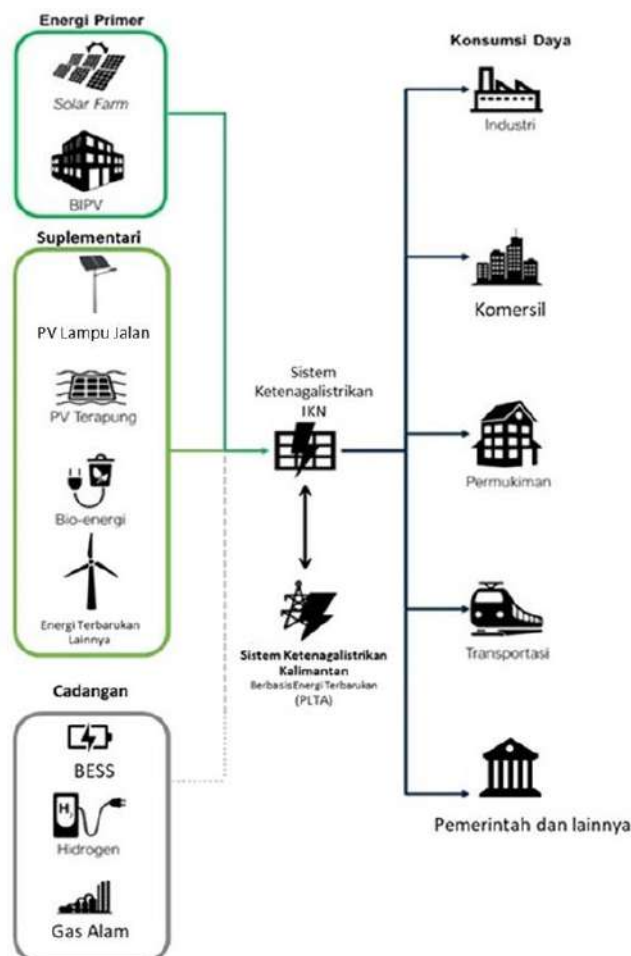 Energi Primer
Solar Farm
BIPV
Suplementari
PV Lampu Jalan
PV Terapung
Bio-energi
Energi Terbarukan
Lainnya
Cadangan
BESS
H₂
Hidrogen
Gas Alam
Sistem
Ketenagalistrikan
IKN
Sistem Ketenagalistrikan
Kalimantan
Berbasis Energi Terbarukan
(PLTA)
Konsumsi Daya
Industri
Komersil
Permukiman
Transportasi
Pemerintah dan lainnya